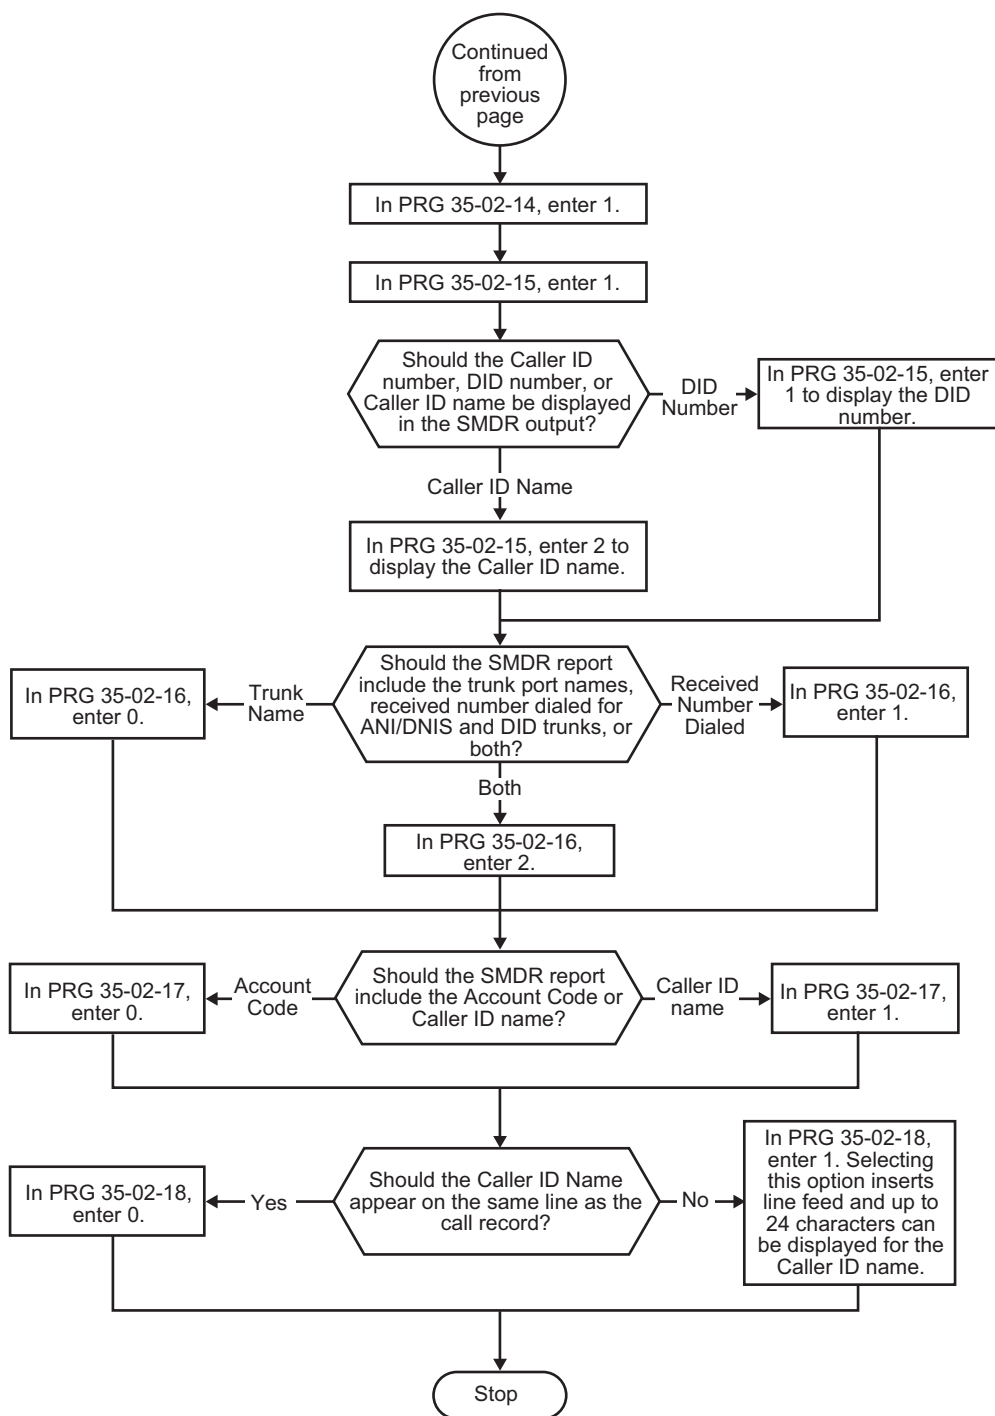 Continued
from
previous
page
In PRG 35-02-14, enter 1.
In PRG 35-02-15, enter 1.
Should the Caller ID
number, DID number, or
Caller ID name be displayed
in the SMDR output?
DID
Number
In PRG 35-02-15, enter
1 to display the DID
number.
Caller ID Name
In PRG 35-02-15, enter 2 to
display the Caller ID name.
Should the SMDR report
include the trunk port names,
received number dialed for
ANI/DNIS and DID trunks, or
both?
Trunk
Name
In PRG 35-02-16,
enter 0.
Received
Number
Dialed
In PRG 35-02-16,
enter 1.
Both
In PRG 35-02-16,
enter 2.
Should the SMDR report
include the Account Code or
Caller ID name?
Account
Code
In PRG 35-02-17,
enter 0.
Caller ID
name
In PRG 35-02-17,
enter 1.
Should the Caller ID Name
appear on the same line as the
call record?
Yes
In PRG 35-02-18,
enter 0.
No
In PRG 35-02-18,
enter 1. Selecting
this option inserts
line feed and up to
24 characters can
be displayed for the
Caller ID name.
Stop